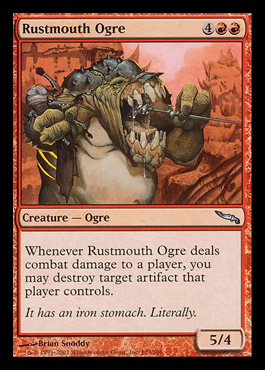 Rustmouth Ogre 4
Creature — Ogre
Whenever Rustmouth Ogre deals
combat damage to a player, you
may destroy target artifact that
player controls.
It has an iron stomach. Literally.
Brian Snoddy
5/4